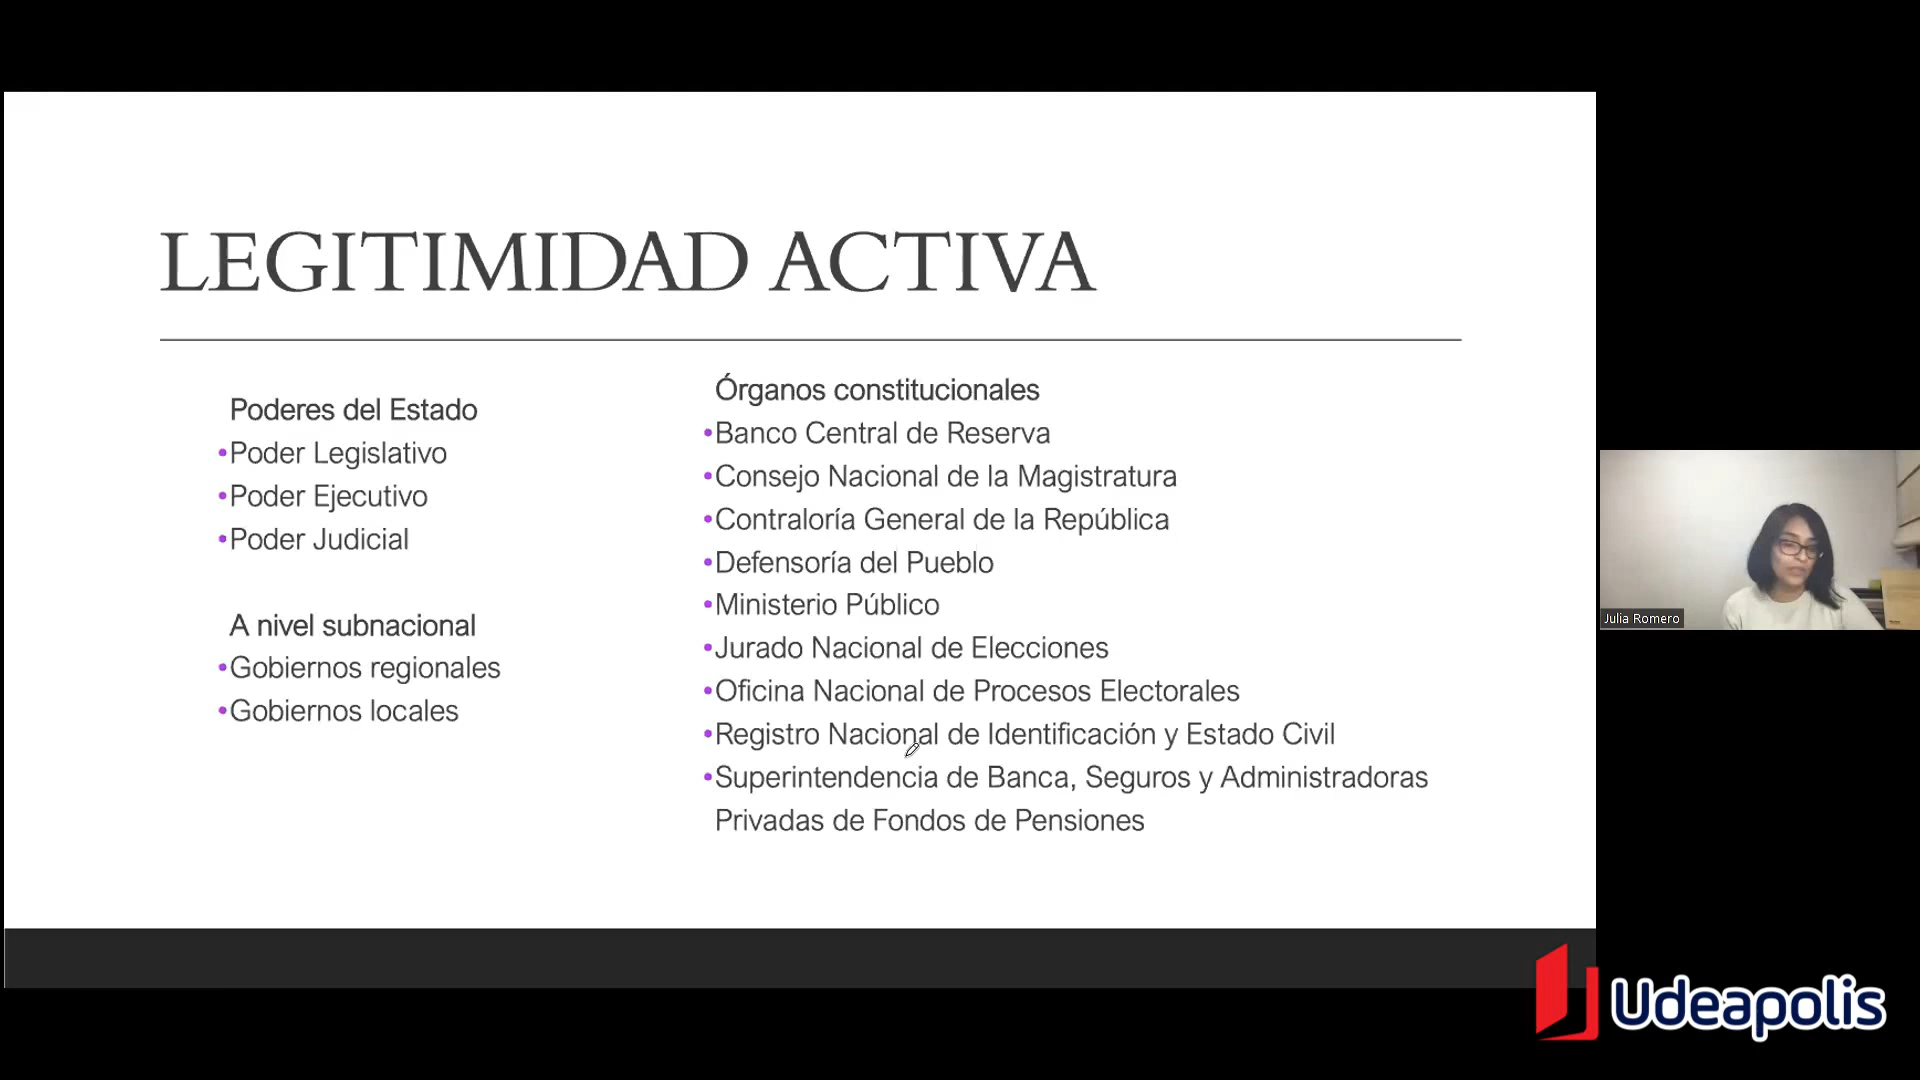 LEGITIMIDAD ACTIVA
Poderes del Estado
•Poder Legislativo
•Poder Ejecutivo
•Poder Judicial
A nivel subnacional
•Gobiernos regionales
•Gobiernos locales
Órganos constitucionales
•Banco Central de Reserva
•Consejo Nacional de la Magistratura
•Contraloría General de la República
•Defensoría del Pueblo
•Ministerio Público
•Jurado Nacional de Elecciones
•Oficina Nacional de Procesos Electorales
•Registro Nacional de Identificación y Estado Civil
•Superintendencia de Banca, Seguros y Administradoras
Privadas de Fondos de Pensiones
Julia Romero
Udeapolis